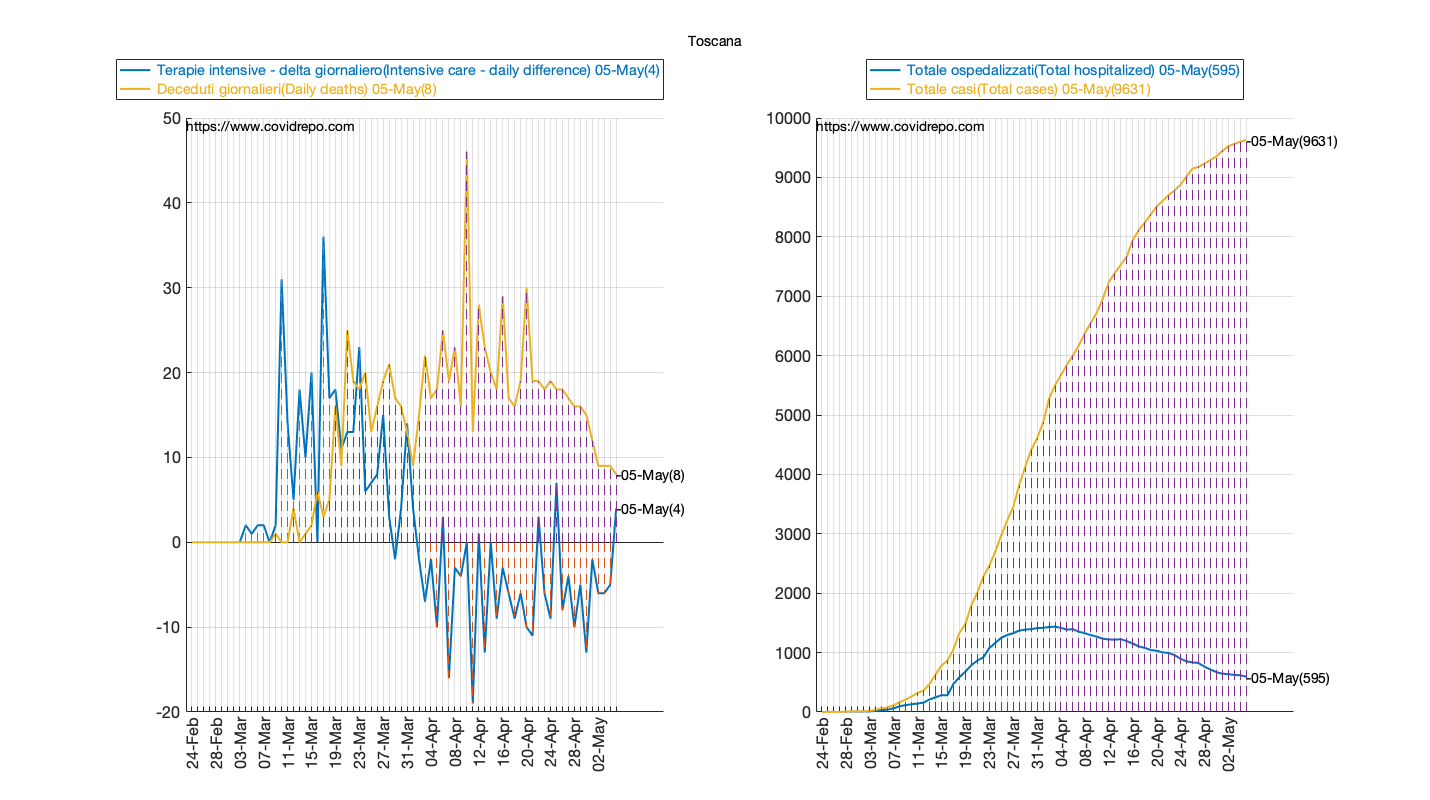 Toscana
Terapie intensive - delta giornaliero(Intensive care - daily difference) 05-May(4)
Deceduti giornalieri(Daily deaths) 05-May(8)
https://www.covidrepo.com
50
40
30
20
10
0
-10
-20
05-May(8)
05-May(4)
24-Feb
28-Feb
03-Mar
07-Mar
11-Mar
15-Mar
19-Mar
23-Mar
27-Mar
31-Mar
04-Apr
08-Apr
12-Apr
16-Apr
20-Apr
24-Apr
28-Apr
02-May
Totale ospedalizzati(Total hospitalized) 05-May(595)
Totale casi(Total cases) 05-May(9631)
https://www.covidrepo.com
10000
9000
8000
7000
6000
5000
4000
3000
2000
1000
0
05-May(9631)
05-May(595)
24-Feb
28-Feb
03-Mar
07-Mar
11-Mar
15-Mar
19-Mar
23-Mar
27-Mar
31-Mar
04-Apr
08-Apr
12-Apr
16-Apr
20-Apr
24-Apr
28-Apr
02-May